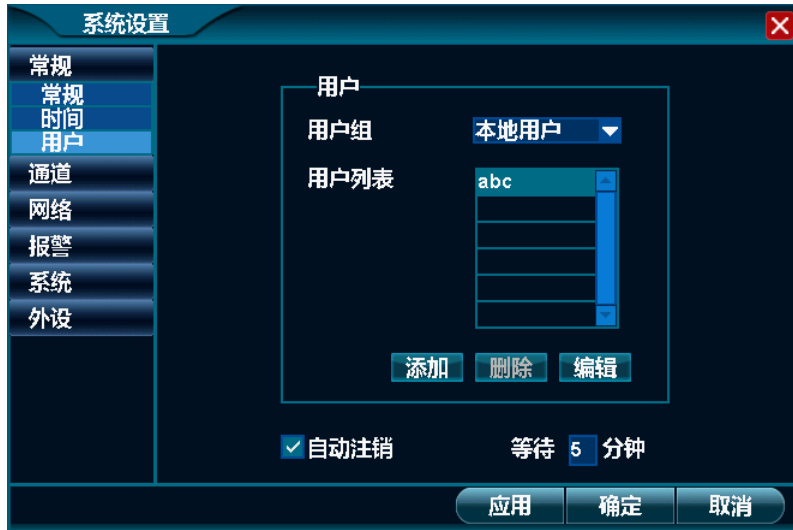 系统设置
常规
常规
时间
用户
通道
网络
报警
系统
外设
用户
用户组 本地用户
用户列表 abc
添加 删除 编辑
自动注销 等待 5 分钟
应用 确定 取消